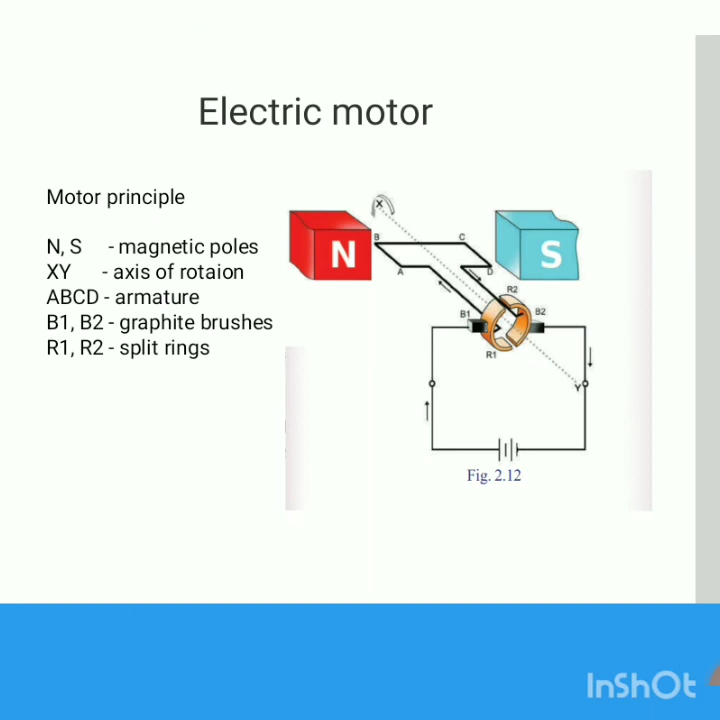 Electric motor
Motor principle
N, S - magnetic poles
XY - axis of rotaion
ABCD - armature
B1, B2 - graphite brushes
R1, R2 - split rings
X
N
S
B
C
A
D
R2
B1
B2
R1
Y
Fig. 2.12
InShOt